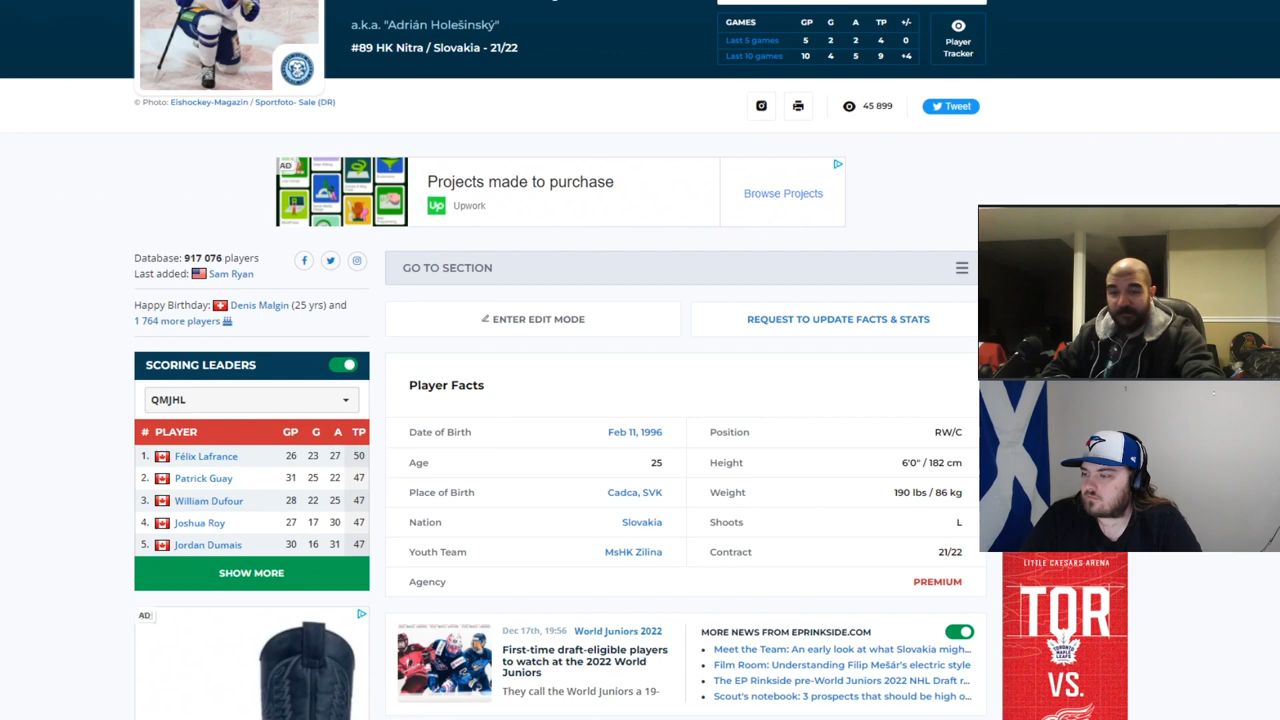 a.k.a. "Adrián Holešinský"
#89 HK Nitra / Slovakia - 21/22
GAMES GP G A TP +/-
Last 5 games 5 2 2 4 0
Last 10 games 10 4 5 9 +4
Player
Tracker
© Photo: Eishockey-Magazin / Sportfoto- Sale (DR)
45 899
Tweet
AD
Projects made to purchase
Up Upwork
Browse Projects
Database: 917 076 players
Last added: Sam Ryan
Happy Birthday: Denis Malgin (25 yrs) and
1 764 more players
GO TO SECTION
ENTER EDIT MODE
REQUEST TO UPDATE FACTS & STATS
SCORING LEADERS
QMJHL
# PLAYER GP G A TP
1. Félix Lafrance 26 23 27 50
2. Patrick Guay 31 25 22 47
3. William Dufour 28 22 25 47
4. Joshua Roy 27 17 30 47
5. Jordan Dumais 30 16 31 47
SHOW MORE
AD
Player Facts
Date of Birth Feb 11, 1996
Position RW/C
Age 25
Height 6'0" / 182 cm
Place of Birth Cadca, SVK
Weight 190 lbs / 86 kg
Nation Slovakia
Shoots L
Youth Team MsHK Zilina
Contract 21/22
Agency PREMIUM
Dec 17th, 19:56 World Juniors 2022
First-time draft-eligible players
to watch at the 2022 World
Juniors
They call the World Juniors a 19-
MORE NEWS FROM EPRINKSIDE.COM
• Meet the Team: An early look at what Slovakia migh...
• Film Room: Understanding Filip Mešár's electric style
• The EP Rinkside pre-World Juniors 2022 NHL Draft r...
• Scout's notebook: 3 prospects that should be high o...
LITTLE CAESARS ARENA
TOR
TORONTO
MAPLE
LEAFS
VS.